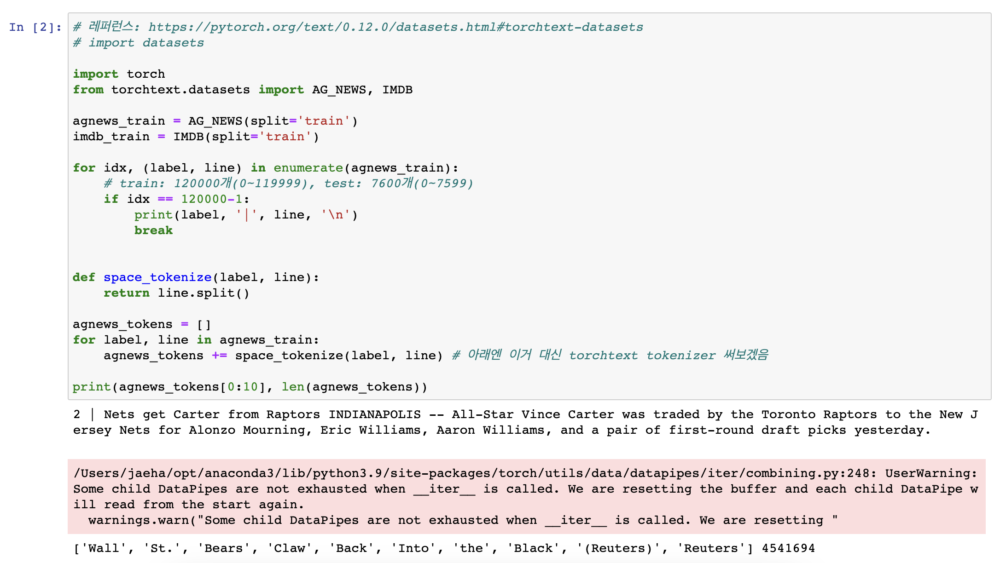 In [2]:
# 레퍼런스: https://pytorch.org/text/0.12.0/datasets.html#torchtext-datasets
# import datasets
import torch
from torchtext.datasets import AG_NEWS, IMDB
agnews_train = AG_NEWS(split='train')
imdb_train = IMDB(split='train')
for idx, (label, line) in enumerate(agnews_train):
    # train: 120000개(0~119999), test: 7600개(0~7599)
    if idx == 120000-1:
        print(label, '|', line, '\n')
        break
def space_tokenize(label, line):
    return line.split()
agnews_tokens = []
for label, line in agnews_train:
    agnews_tokens += space_tokenize(label, line) # 아래엔 이거 대신 torchtext tokenizer 써보겠음
print(agnews_tokens[0:10], len(agnews_tokens))
2 | Nets get Carter from Raptors INDIANAPOLIS -- All-Star Vince Carter was traded by the Toronto Raptors to the New J
ersey Nets for Alonzo Mourning, Eric Williams, Aaron Williams, and a pair of first-round draft picks yesterday.
/Users/jaeha/opt/anaconda3/lib/python3.9/site-packages/torch/utils/data/datapipes/iter/combining.py:248: UserWarning:
Some child DataPipes are not exhausted when __iter__ is called. We are resetting the buffer and each child DataPipe w
ill read from the start again.
  warnings.warn("Some child DataPipes are not exhausted when __iter__ is called. We are resetting "
['Wall', 'St.', 'Bears', 'Claw', 'Back', 'Into', 'the', 'Black', '(Reuters)', 'Reuters'] 4541694